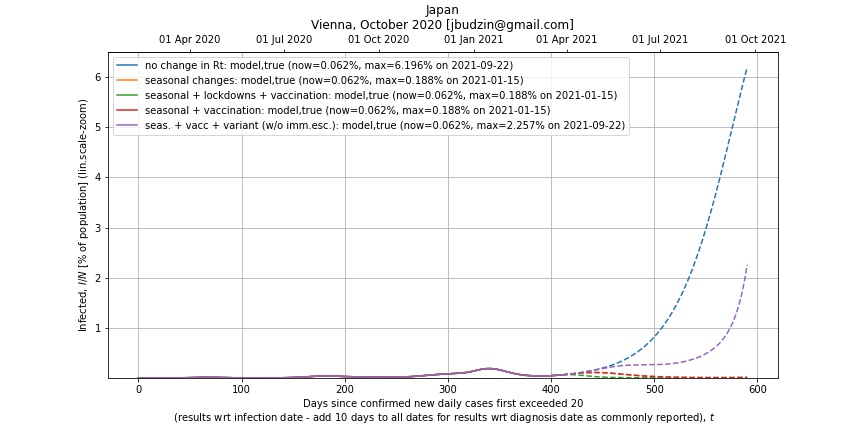 Japan
Vienna, October 2020 [jbudzin@gmail.com]
01 Apr 2020 01 Jul 2020 01 Oct 2020 01 Jan 2021 01 Apr 2021 01 Jul 2021 01 Oct 2021
no change in Rt: model,true (now=0.062%, max=6.196% on 2021-09-22)
seasonal changes: model,true (now=0.062%, max=0.188% on 2021-01-15)
seasonal + lockdowns + vaccination: model,true (now=0.062%, max=0.188% on 2021-01-15)
seasonal + vaccination: model,true (now=0.062%, max=0.188% on 2021-01-15)
seas. + vacc + variant (w/o imm.esc.): model,true (now=0.062%, max=2.257% on 2021-09-22)
Infected, I/N [% of population] (lin.scale-zoom)
6
5
4
3
2
1
0 100 200 300 400 500 600
Days since confirmed new daily cases first exceeded 20
(results wrt infection date - add 10 days to all dates for results wrt diagnosis date as commonly reported), t